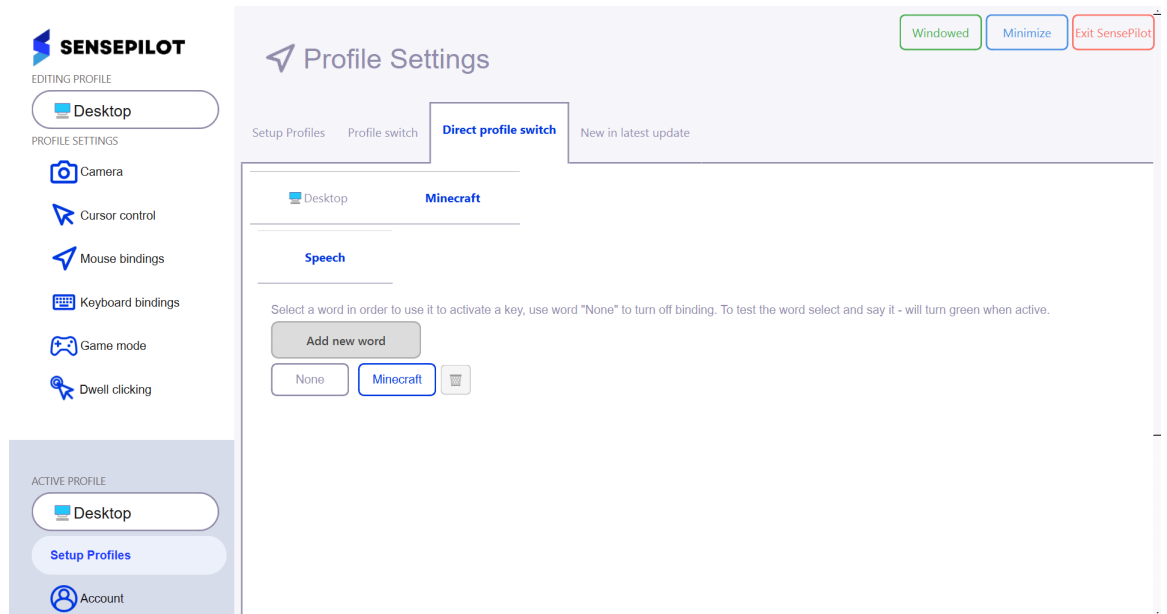 SENSEPILOT
EDITING PROFILE
Desktop
PROFILE SETTINGS
Camera
Cursor control
Mouse bindings
Keyboard bindings
Game mode
Dwell clicking
ACTIVE PROFILE
Desktop
Setup Profiles
Account
Profile Settings
Windowed
Minimize
Exit SensePilot
Setup Profiles
Profile switch
Direct profile switch
New in latest update
Desktop
Minecraft
Speech
Select a word in order to use it to activate a key, use word "None" to turn off binding. To test the word select and say it - will turn green when active.
Add new word
None
Minecraft